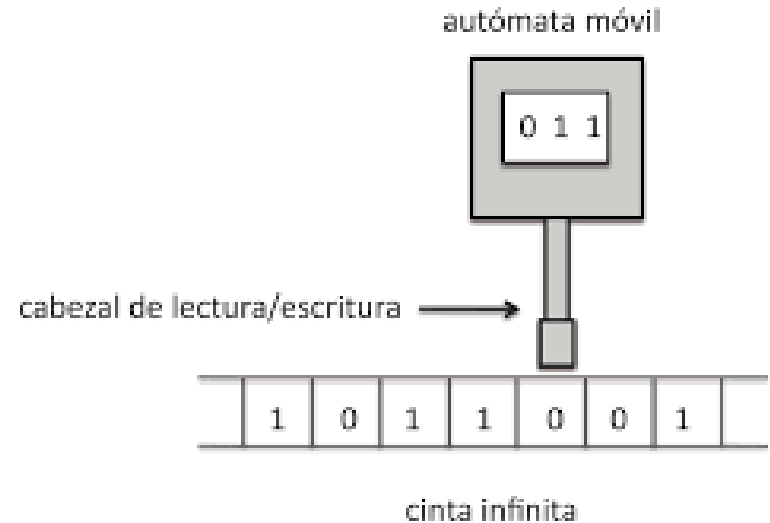 autómata móvil
0 1 1
cabezal de lectura/escritura
1 0 1 1 0 0 1
cinta infinita